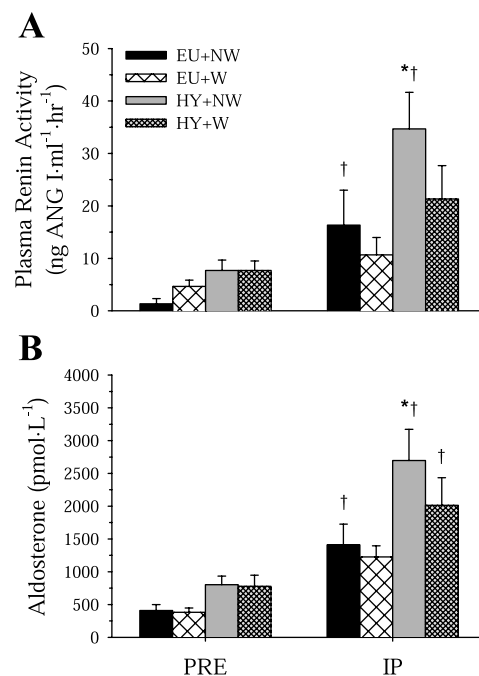 A
Plasma Renin Activity
(ng ANG I·ml⁻¹·hr⁻¹)
50
40
30
20
10
0
EU+NW
EU+W
HY+NW
HY+W
†
*†
B
Aldosterone (pmol·L⁻¹)
4000
3500
3000
2500
2000
1500
1000
500
0
†
*†
†
PRE
IP